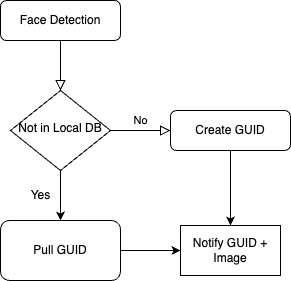 Face Detection
Not in Local DB
No
Create GUID
Yes
Pull GUID
Notify GUID +
Image